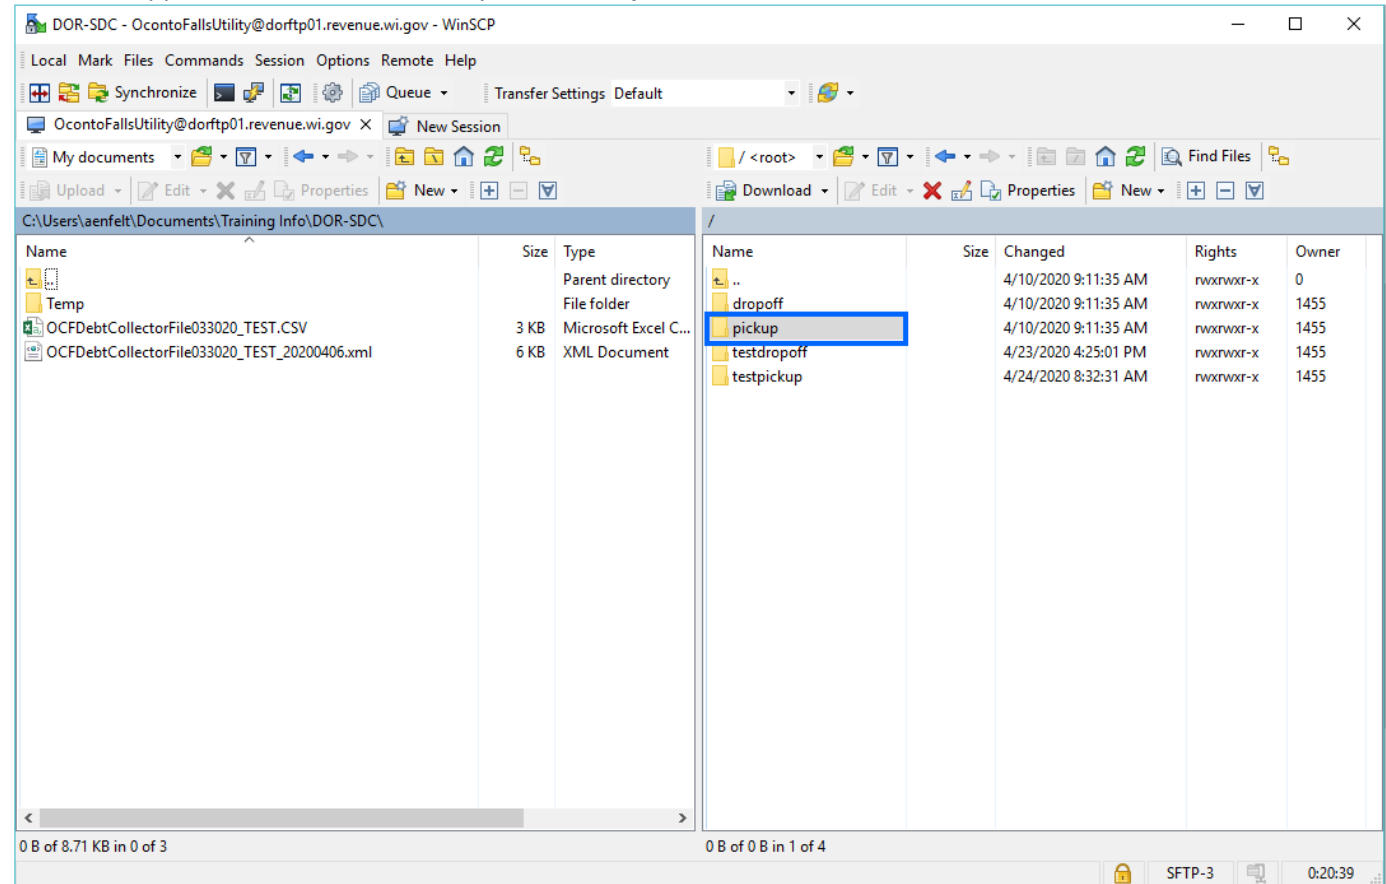 DOR-SDC - OcontoFallsUtility@dorftp01.revenue.wi.gov - WinSCP
Local Mark Files Commands Session Options Remote Help
Synchronize Queue Transfer Settings Default
OcontoFallsUtility@dorftp01.revenue.wi.gov X New Session
My documents / <root> Find Files
Upload Edit Properties New Download Edit Properties New
C:\Users\aenfelt\Documents\Training Info\DOR-SDC\ /
Name Size Type Name Size Changed Rights Owner
.. Parent directory .. 4/10/2020 9:11:35 AM rwxrwxr-x 0
Temp File folder dropoff 4/10/2020 9:11:35 AM rwxrwxr-x 1455
OCFDebtCollectorFile033020_TEST.CSV 3 KB Microsoft Excel C... pickup 4/10/2020 9:11:35 AM rwxrwxr-x 1455
OCFDebtCollectorFile033020_TEST_20200406.xml 6 KB XML Document testdropoff 4/23/2020 4:25:01 PM rwxrwxr-x 1455
testpickup 4/24/2020 8:32:31 AM rwxrwxr-x 1455
0 B of 8.71 KB in 0 of 3 0 B of 0 B in 1 of 4
SFTP-3 0:20:39